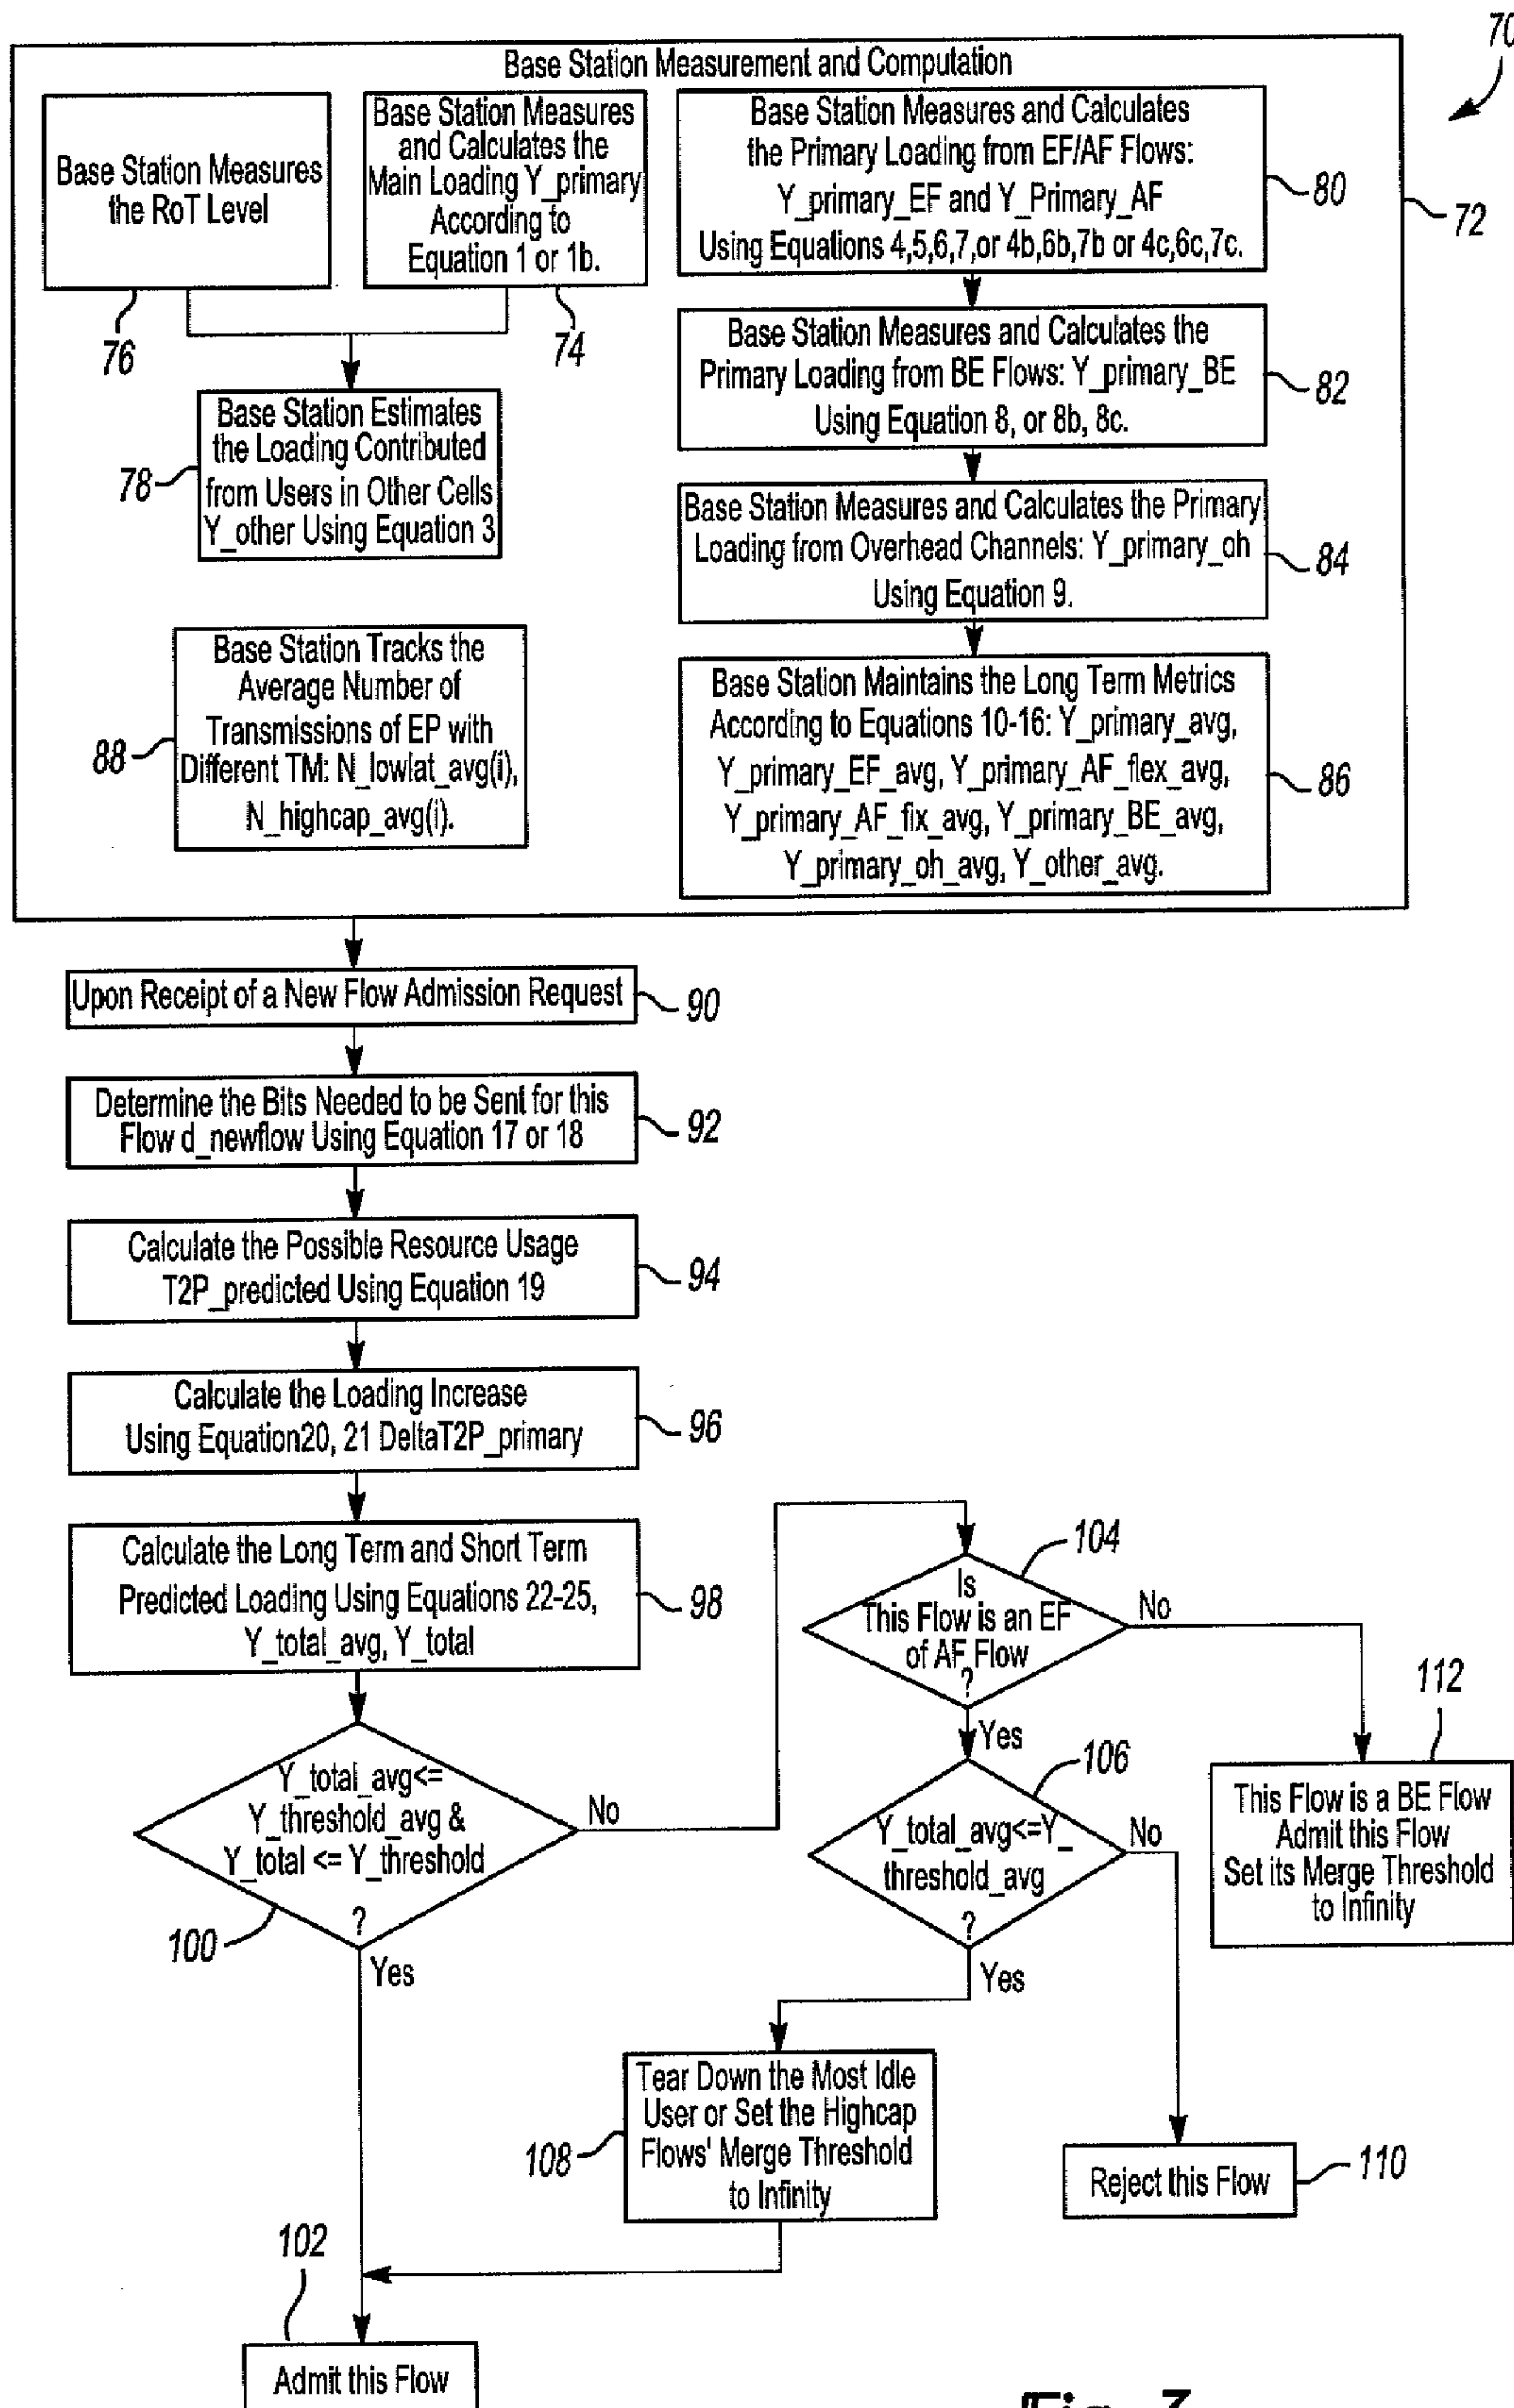 70
Base Station Measurement and Computation
Base Station Measures
the RoT Level
76
Base Station Measures
and Calculates the
Main Loading Y_primary
According to
Equation 1 or 1b.
74
Base Station Estimates
the Loading Contributed
from Users in Other Cells
Y_other Using Equation 3
78
Base Station Tracks the
Average Number of
Transmissions of EP with
Different TM: N_lowlat_avg(i),
N_highcap_avg(i).
88
Base Station Measures and Calculates
the Primary Loading from EF/AF Flows:
Y_primary_EF and Y_Primary_AF
Using Equations 4,5,6,7,or 4b,6b,7b or 4c,6c,7c.
80
72
Base Station Measures and Calculates the
Primary Loading from BE Flows: Y_primary_BE
Using Equation 8, or 8b, 8c.
82
Base Station Measures and Calculates the Primary
Loading from Overhead Channels: Y_primary_oh
Using Equation 9.
84
Base Station Maintains the Long Term Metrics
According to Equations 10-16: Y_primary_avg,
Y_primary_EF_avg, Y_primary_AF_flex_avg,
Y_primary_AF_fix_avg, Y_primary_BE_avg,
Y_primary_oh_avg, Y_other_avg.
86
Upon Receipt of a New Flow Admission Request
90
Determine the Bits Needed to be Sent for this
Flow d_newflow Using Equation 17 or 18
92
Calculate the Possible Resource Usage
T2P_predicted Using Equation 19
94
Calculate the Loading Increase
Using Equation20, 21 DeltaT2P_primary
96
Calculate the Long Term and Short Term
Predicted Loading Using Equations 22-25,
Y_total_avg, Y_total
98
Y_total_avg<=
Y_threshold_avg &
Y_total <= Y_threshold
?
100
No
Yes
104
Is
This Flow is an EF
of AF Flow
?
No
Yes
106
Y_total_avg<=Y_
threshold_avg
?
No
Yes
112
This Flow is a BE Flow
Admit this Flow
Set its Merge Threshold
to Infinity
Tear Down the Most Idle
User or Set the Highcap
Flows' Merge Threshold
to Infinity
108
Reject this Flow
110
102
Admit this Flow